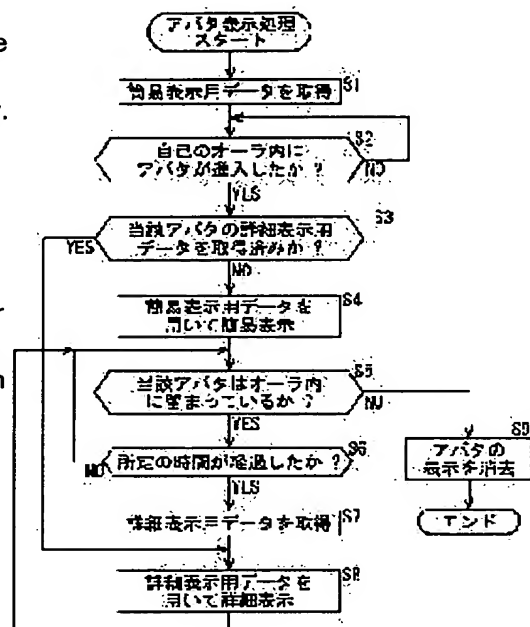 アバタ表示処理
スタート
簡易表示用データを取得
S1
自己のオーラ内に
アバタが進入したか？
S2
NO
YES
当該アバタの詳細表示用
データを取得済みか？
S3
YES
NO
簡易表示用データを
用いて簡易表示
S4
当該アバタはオーラ内
に留まっているか？
S5
NO
YES
所定の時間が経過したか？
S6
NO
YES
詳細表示用データを取得
S7
詳細表示用データを
用いて詳細表示
S8
S9
アバタの
表示を消去
エンド